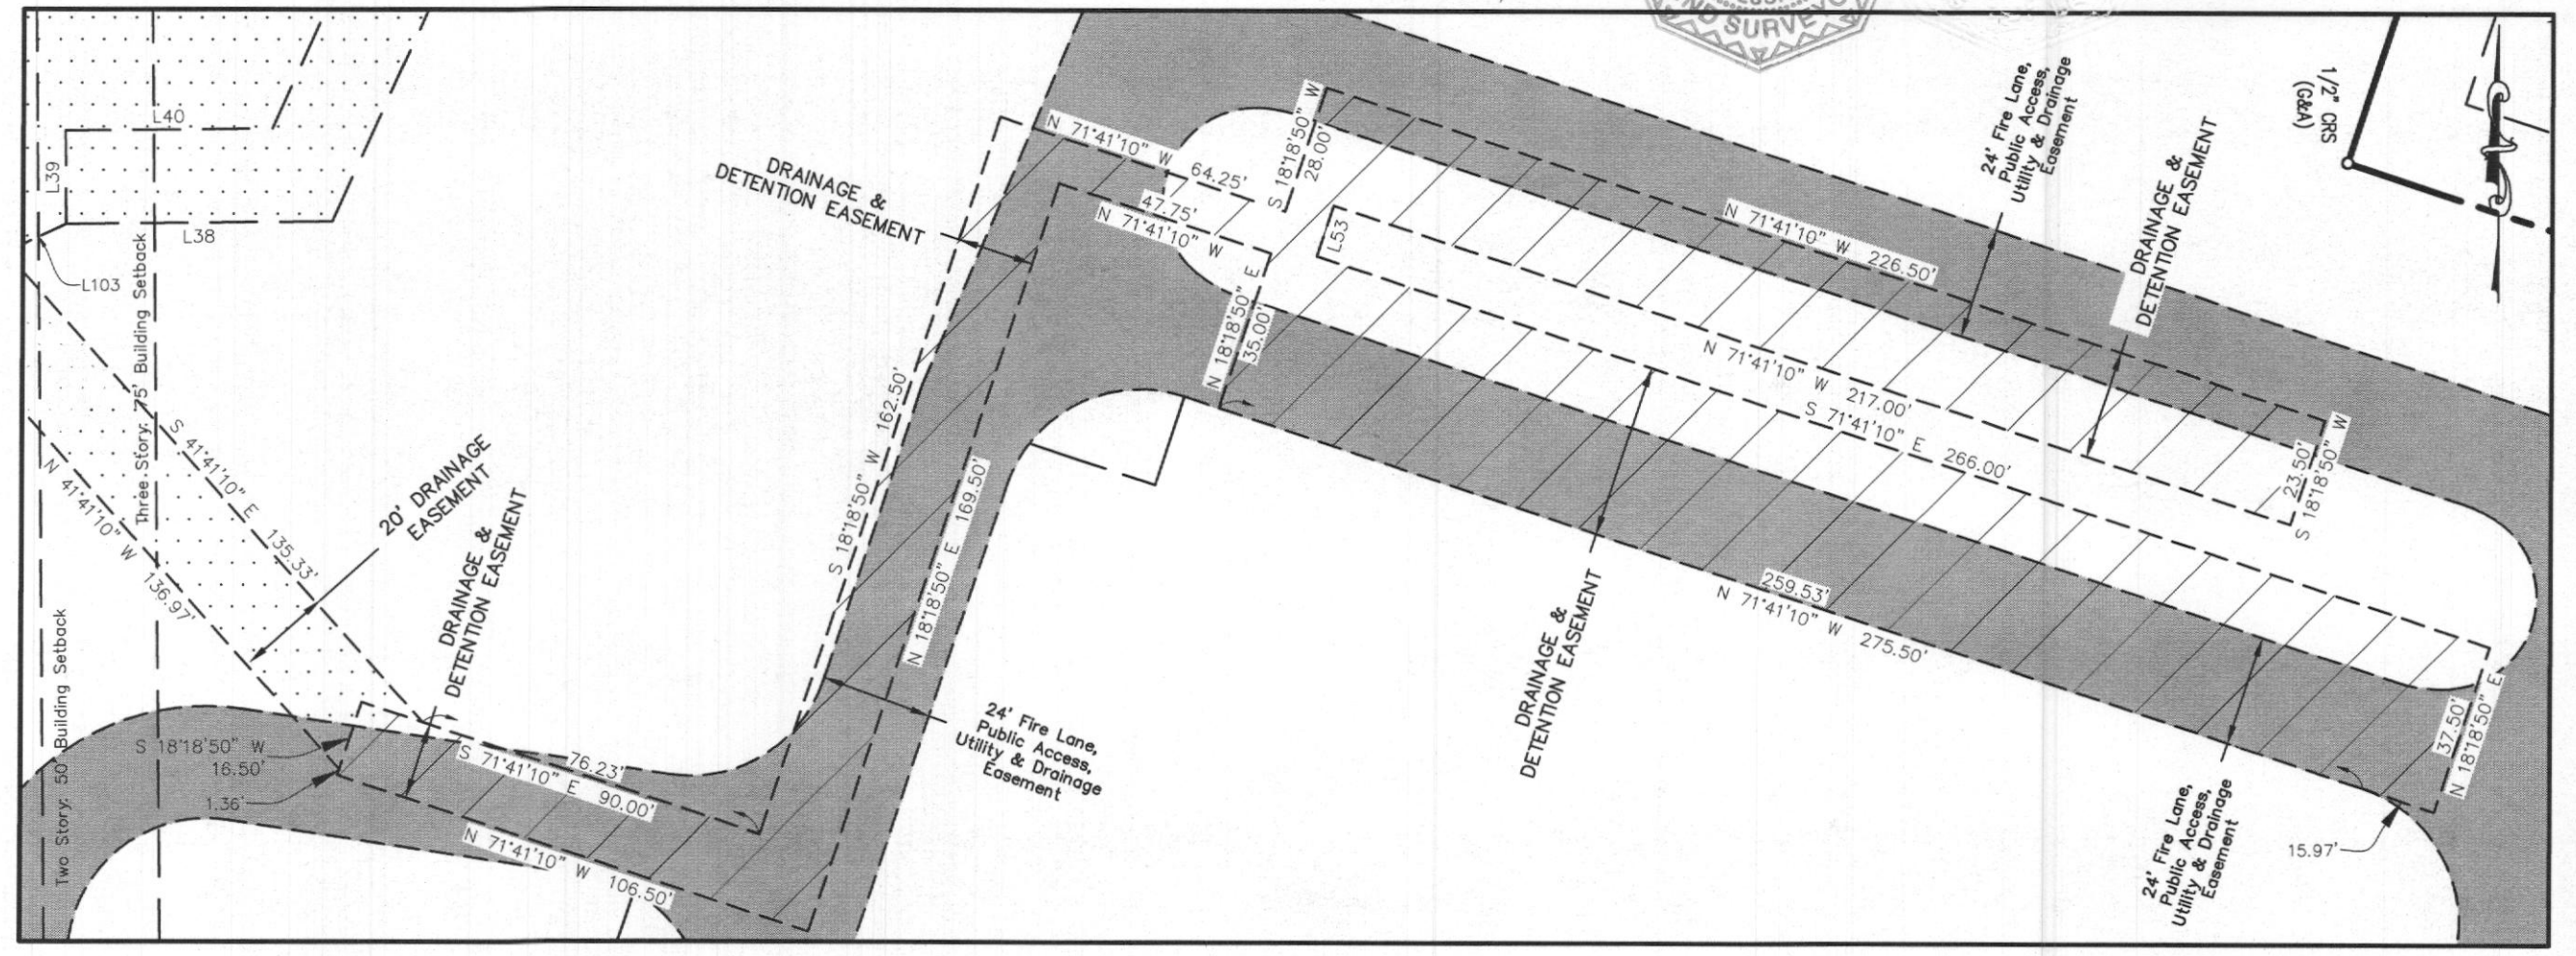 ND SURVEYO
L40
L39
L38
L103
Three Story: 75' Building Setback
Two Story: 50' Building Setback
S 41°41'10" E 135.33'
N 41°41'10" W 136.97'
20' DRAINAGE
EASEMENT
DRAINAGE &
DETENTION EASEMENT
S 18°18'50" W
16.50'
1.36'
76.23'
S 71°41'10" E 90.00'
N 71°41'10" W 106.50'
DRAINAGE &
DETENTION EASEMENT
S 18°18'50" W 162.50'
N 18°18'50" E 169.50'
24' Fire Lane,
Public Access,
Utility & Drainage
Easement
N 71°41'10" W 64.25'
47.75'
N 71°41'10" W
S 18°18'50" W
28.00'
N 18°18'50" E
35.00'
L53
N 71°41'10" W 226.50'
N 71°41'10" W 217.00'
S 71°41'10" E 266.00'
259.53'
N 71°41'10" W 275.50'
24' Fire Lane,
Public Access,
Utility & Drainage
Easement
DRAINAGE &
DETENTION EASEMENT
1/2" CRS
(G&A)
23.50'
S 18°18'50" W
37.50'
N 18°18'50" E
DRAINAGE &
DETENTION EASEMENT
24' Fire Lane,
Public Access,
Utility & Drainage
Easement
15.97'